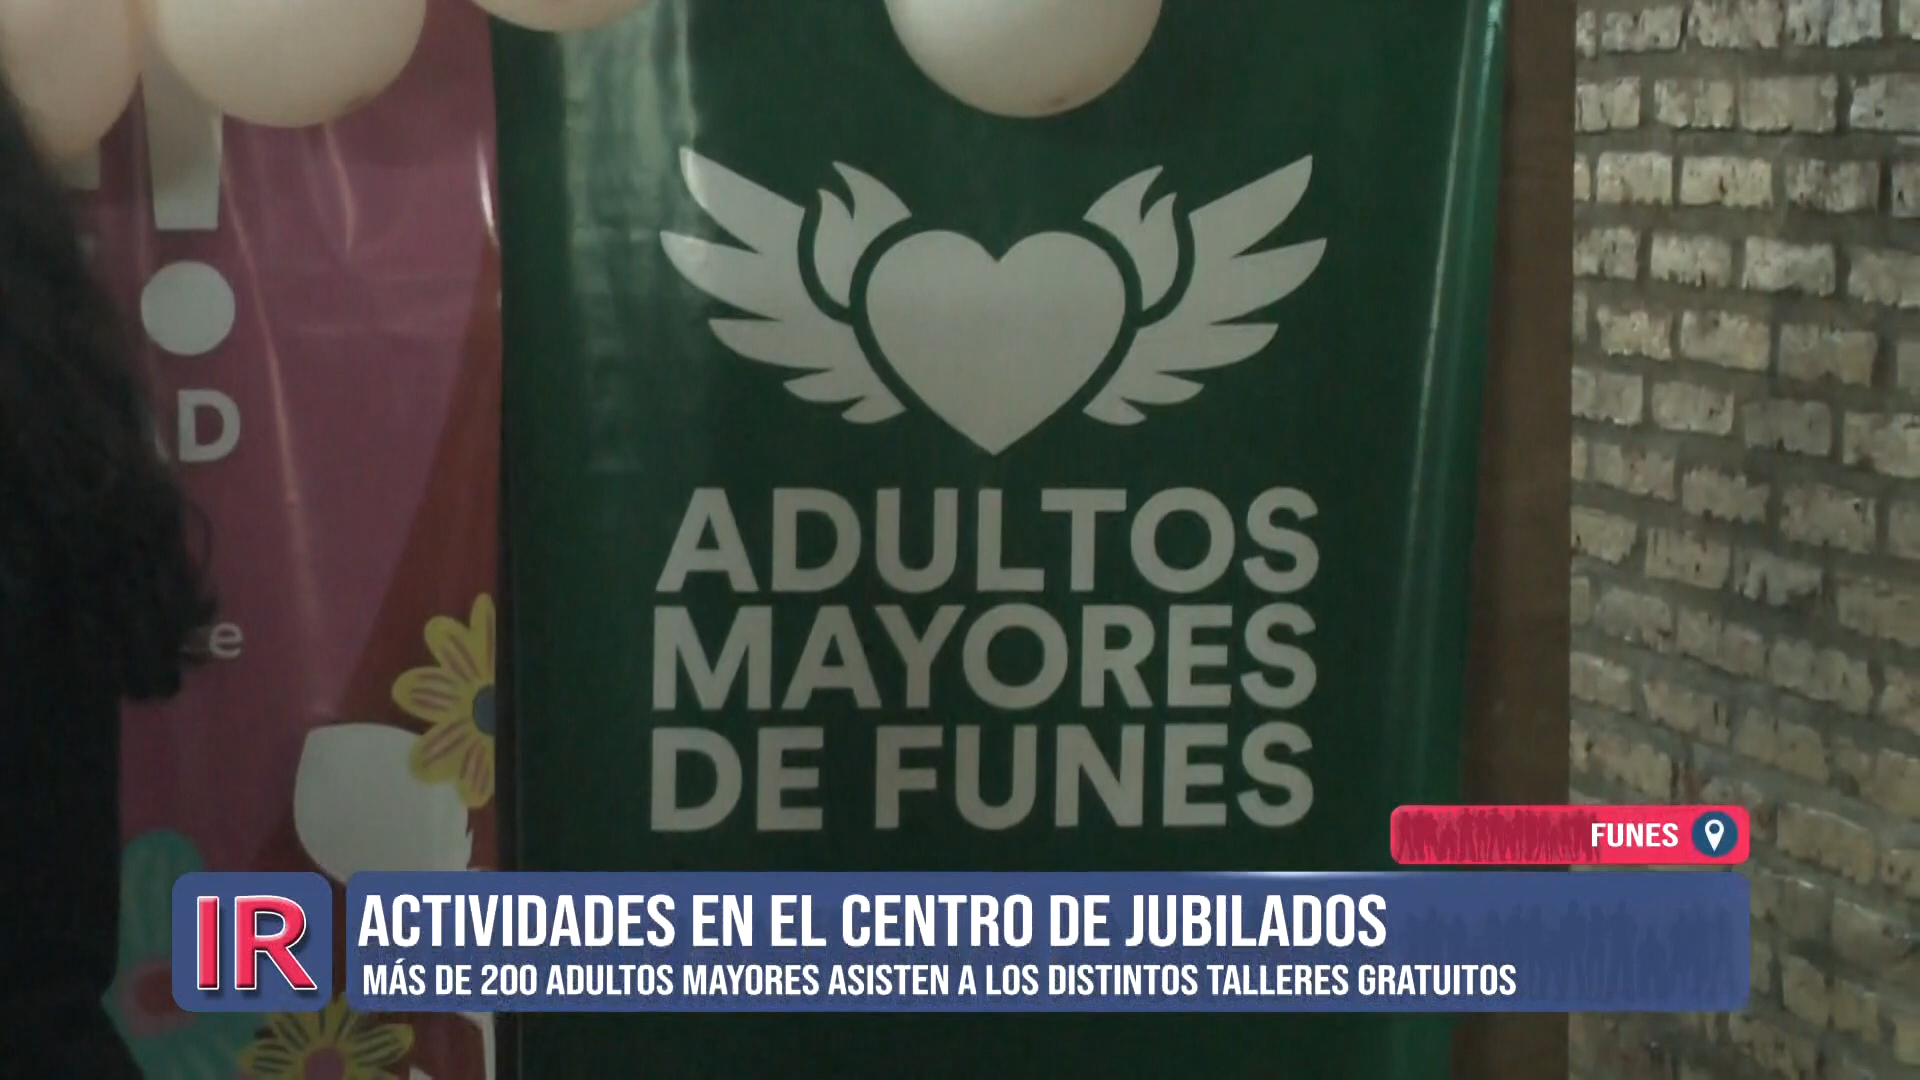 D
e
ADULTOS
MAYORES
DE FUNES
FUNES
IR
ACTIVIDADES EN EL CENTRO DE JUBILADOS
MÁS DE 200 ADULTOS MAYORES ASISTEN A LOS DISTINTOS TALLERES GRATUITOS